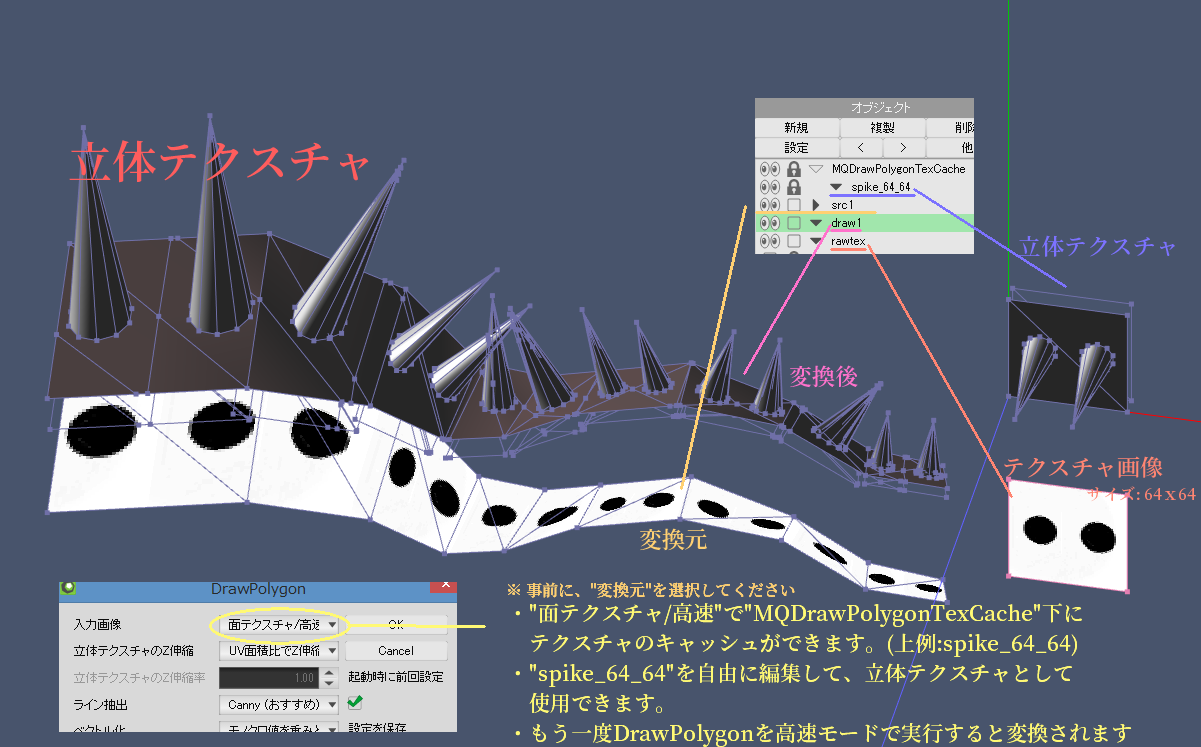 立体テクスチャ
オブジェクト
新規
複製
削除
設定
<
>
他
MQDrawPolygonTexCache
spike_64_64
src1
draw1
rawtex
立体テクスチャ
変換後
テクスチャ画像
サイズ：64 x 64
変換元
DrawPolygon
入力画像
面テクスチャ/高速
OK
立体テクスチャのZ伸縮
UV面積比でZ伸縮
Cancel
立体テクスチャのZ伸縮率
1.00
起動時に前回設定
ライン抽出
Canny (おすすめ)
ベクトル化
モノクロ値を重みと
設定を保存
※ 事前に、"変換元"を選択してください
・"面テクスチャ/高速"で"MQDrawPolygonTexCache"下に
テクスチャのキャッシュができます。(上例:spike_64_64)
・"spike_64_64"を自由に編集して、立体テクスチャとして
使用できます。
・もう一度DrawPolygonを高速モードで実行すると変換されます